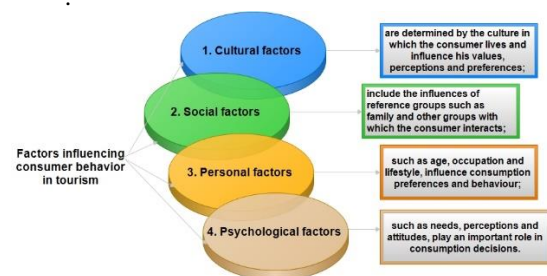 Factors influencing
consumer behavior
in tourism
1. Cultural factors
are determined by the culture in
which the consumer lives and
influence his values,
perceptions and preferences;
2. Social factors
include the influences of
reference groups such as
family and other groups with
which the consumer interacts;
3. Personal factors
such as age, occupation and
lifestyle, influence consumption
preferences and behaviour;
4. Psychological factors
such as needs, perceptions and
attitudes, play an important role in
consumption decisions.